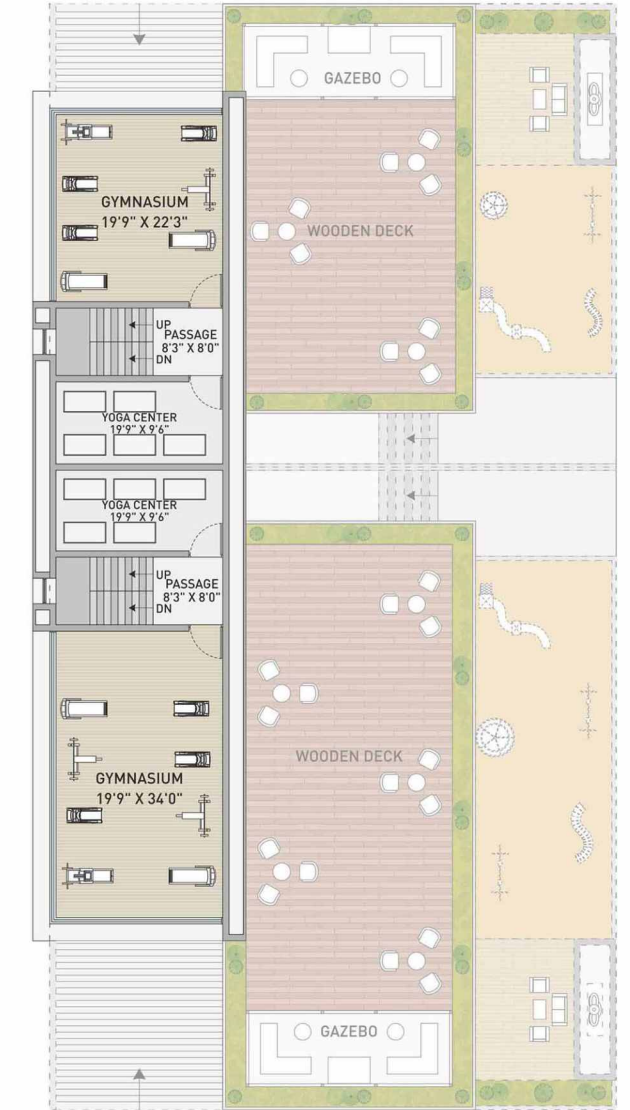 GAZEBO
GYMNASIUM
19'9" X 22'3"
WOODEN DECK
UP
PASSAGE
8'3" X 8'0"
DN
YOGA CENTER
19'9" X 9'6"
YOGA CENTER
19'9" X 9'6"
UP
PASSAGE
8'3" X 8'0"
DN
WOODEN DECK
GYMNASIUM
19'9" X 34'0"
GAZEBO